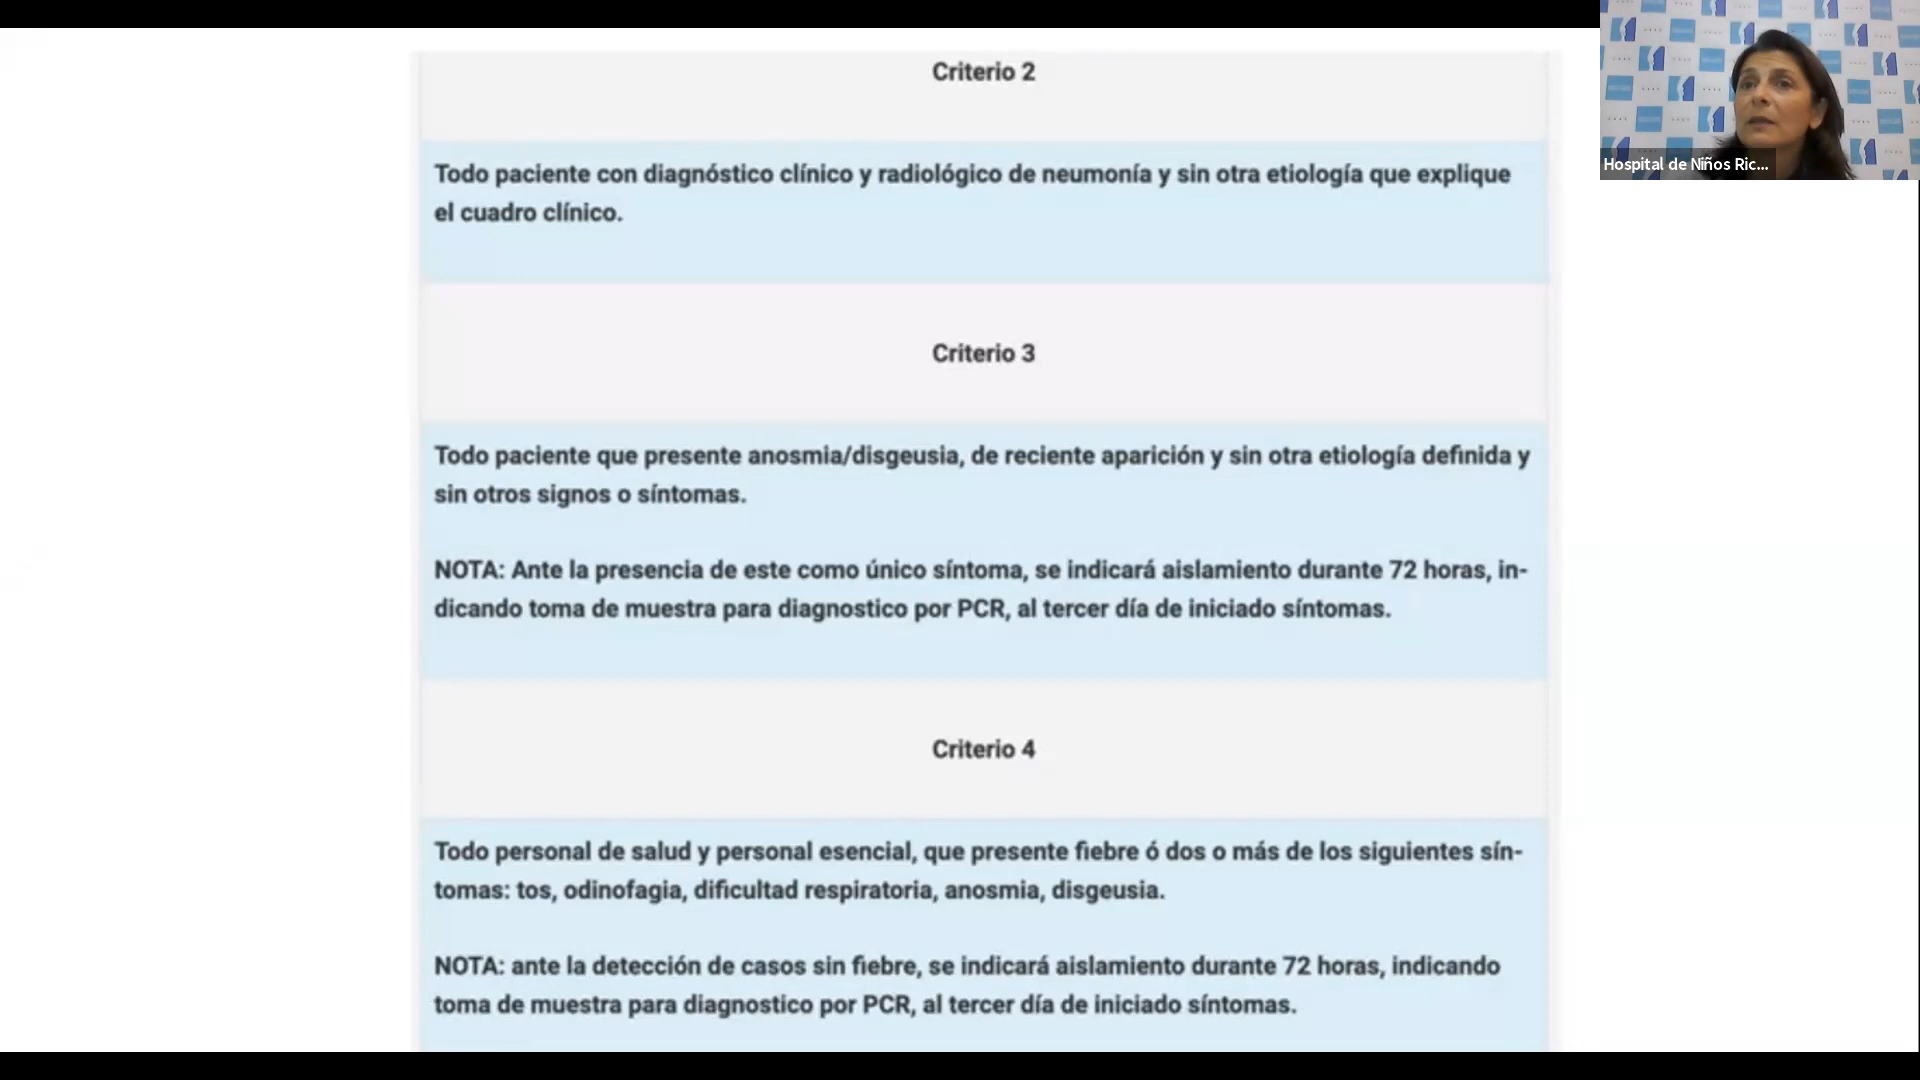 Criterio 2
Todo paciente con diagnóstico clínico y radiológico de neumonía y sin otra etiología que explique
el cuadro clínico.
Criterio 3
Todo paciente que presente anosmia/disgeusia, de reciente aparición y sin otra etiología definida y
sin otros signos o síntomas.
NOTA: Ante la presencia de este como único síntoma, se indicará aislamiento durante 72 horas, in-
dicando toma de muestra para diagnostico por PCR, al tercer día de iniciado síntomas.
Criterio 4
Todo personal de salud y personal esencial, que presente fiebre ó dos o más de los siguientes sín-
tomas: tos, odinofagia, dificultad respiratoria, anosmia, disgeusia.
NOTA: ante la detección de casos sin fiebre, se indicará aislamiento durante 72 horas, indicando
toma de muestra para diagnostico por PCR, al tercer día de iniciado síntomas.
Hospital de Niños Ric...